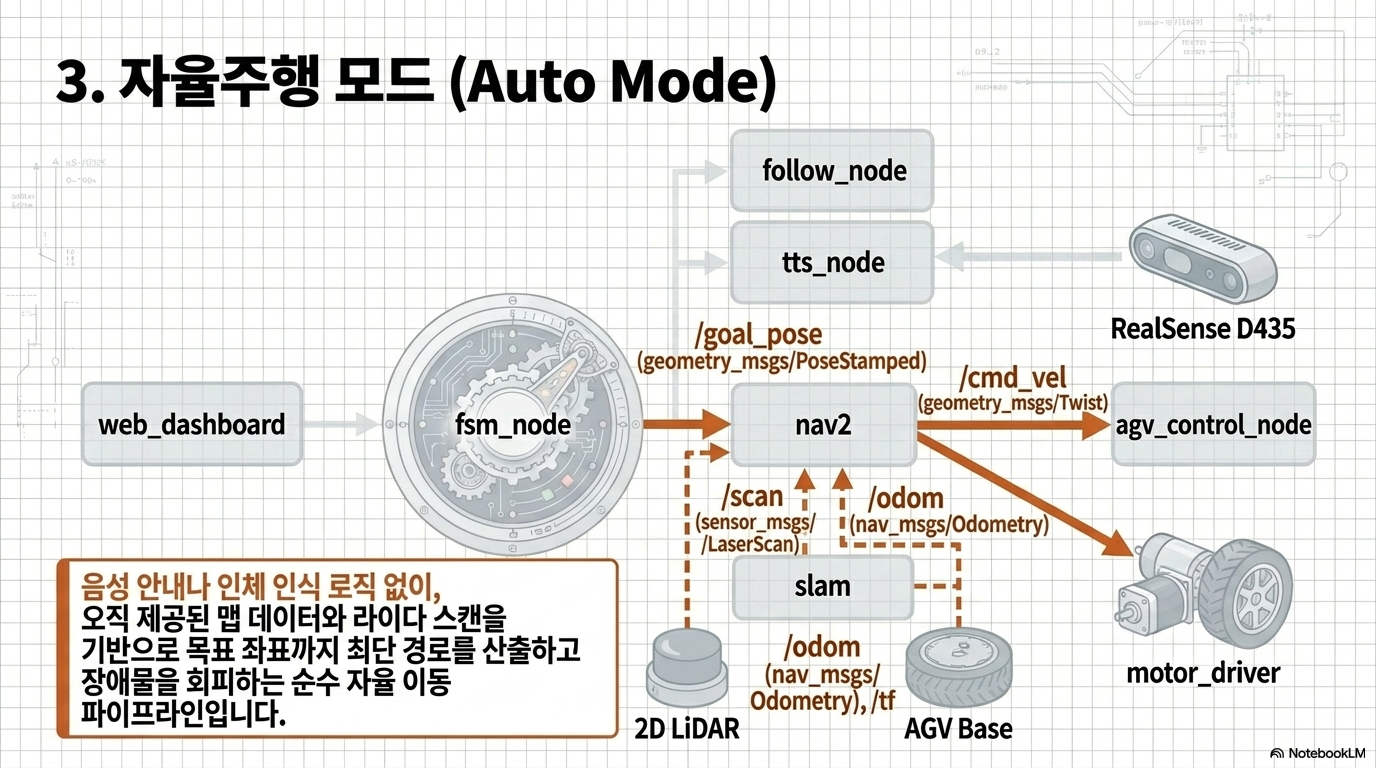 3. 자율주행 모드 (Auto Mode)
follow_node
tts_node
RealSense D435
/goal_pose
(geometry_msgs/PoseStamped)
/cmd_vel
(geometry_msgs/Twist)
web_dashboard
fsm_node
nav2
agv_control_node
/scan
(sensor_msgs/
/LaserScan)
/odom
(nav_msgs/Odometry)
slam
음성 안내나 인체 인식 로직 없이,
오직 제공된 맵 데이터와 라이다 스캔을
기반으로 목표 좌표까지 최단 경로를 산출하고
장애물을 회피하는 순수 자율 이동
파이프라인입니다.
/odom
(nav_msgs/
Odometry), /tf
2D LiDAR
AGV Base
motor_driver
NotebookLM